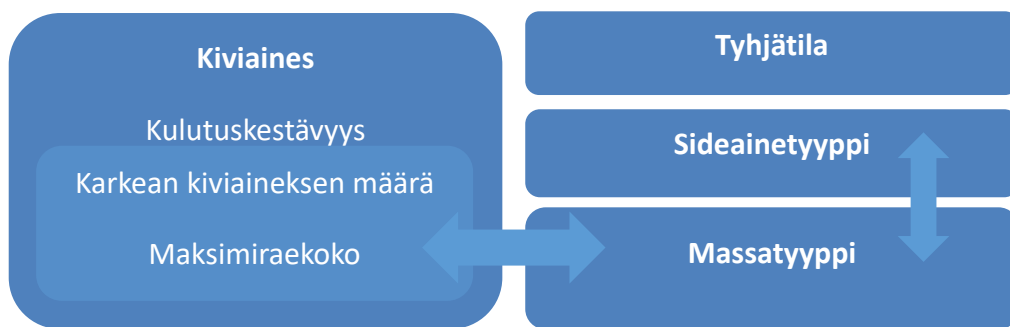 Kiviaines
Kulutuskestävyys
Karkean kiviaineksen määrä
Maksimiraekoko
Tyhjätila
Sideainetyyppi
Massatyyppi